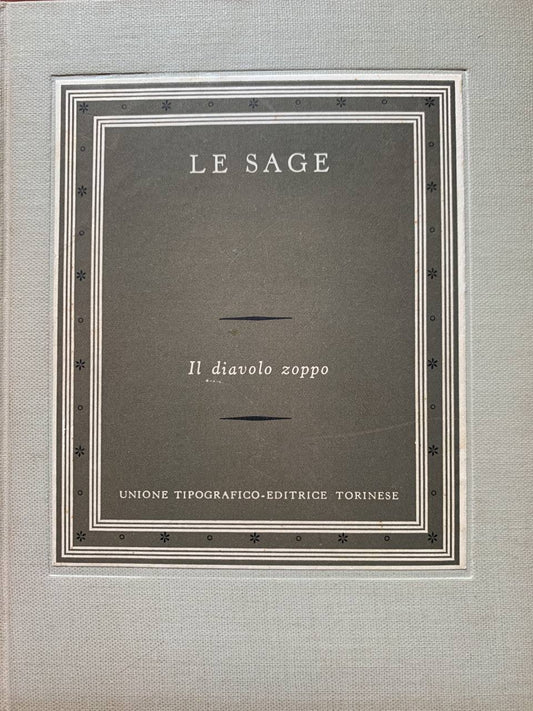 LE SAGE
Il diavolo zoppo
UNIONE TIPOGRAFICO-EDITRICE TORINESE